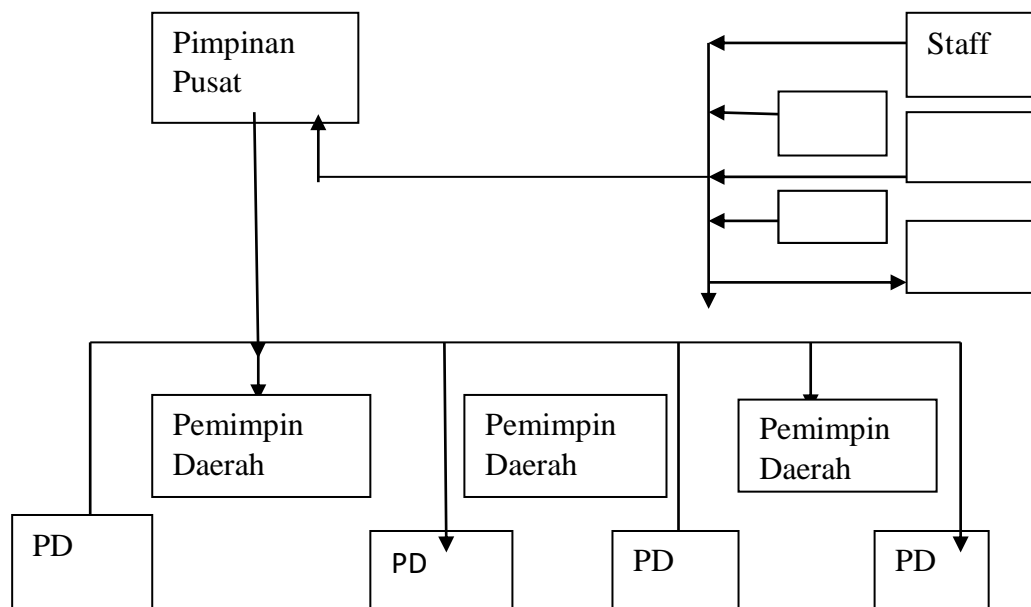 Pimpinan
Pusat
Staff
Pemimpin
Daerah
Pemimpin
Daerah
Pemimpin
Daerah
PD
PD
PD
PD